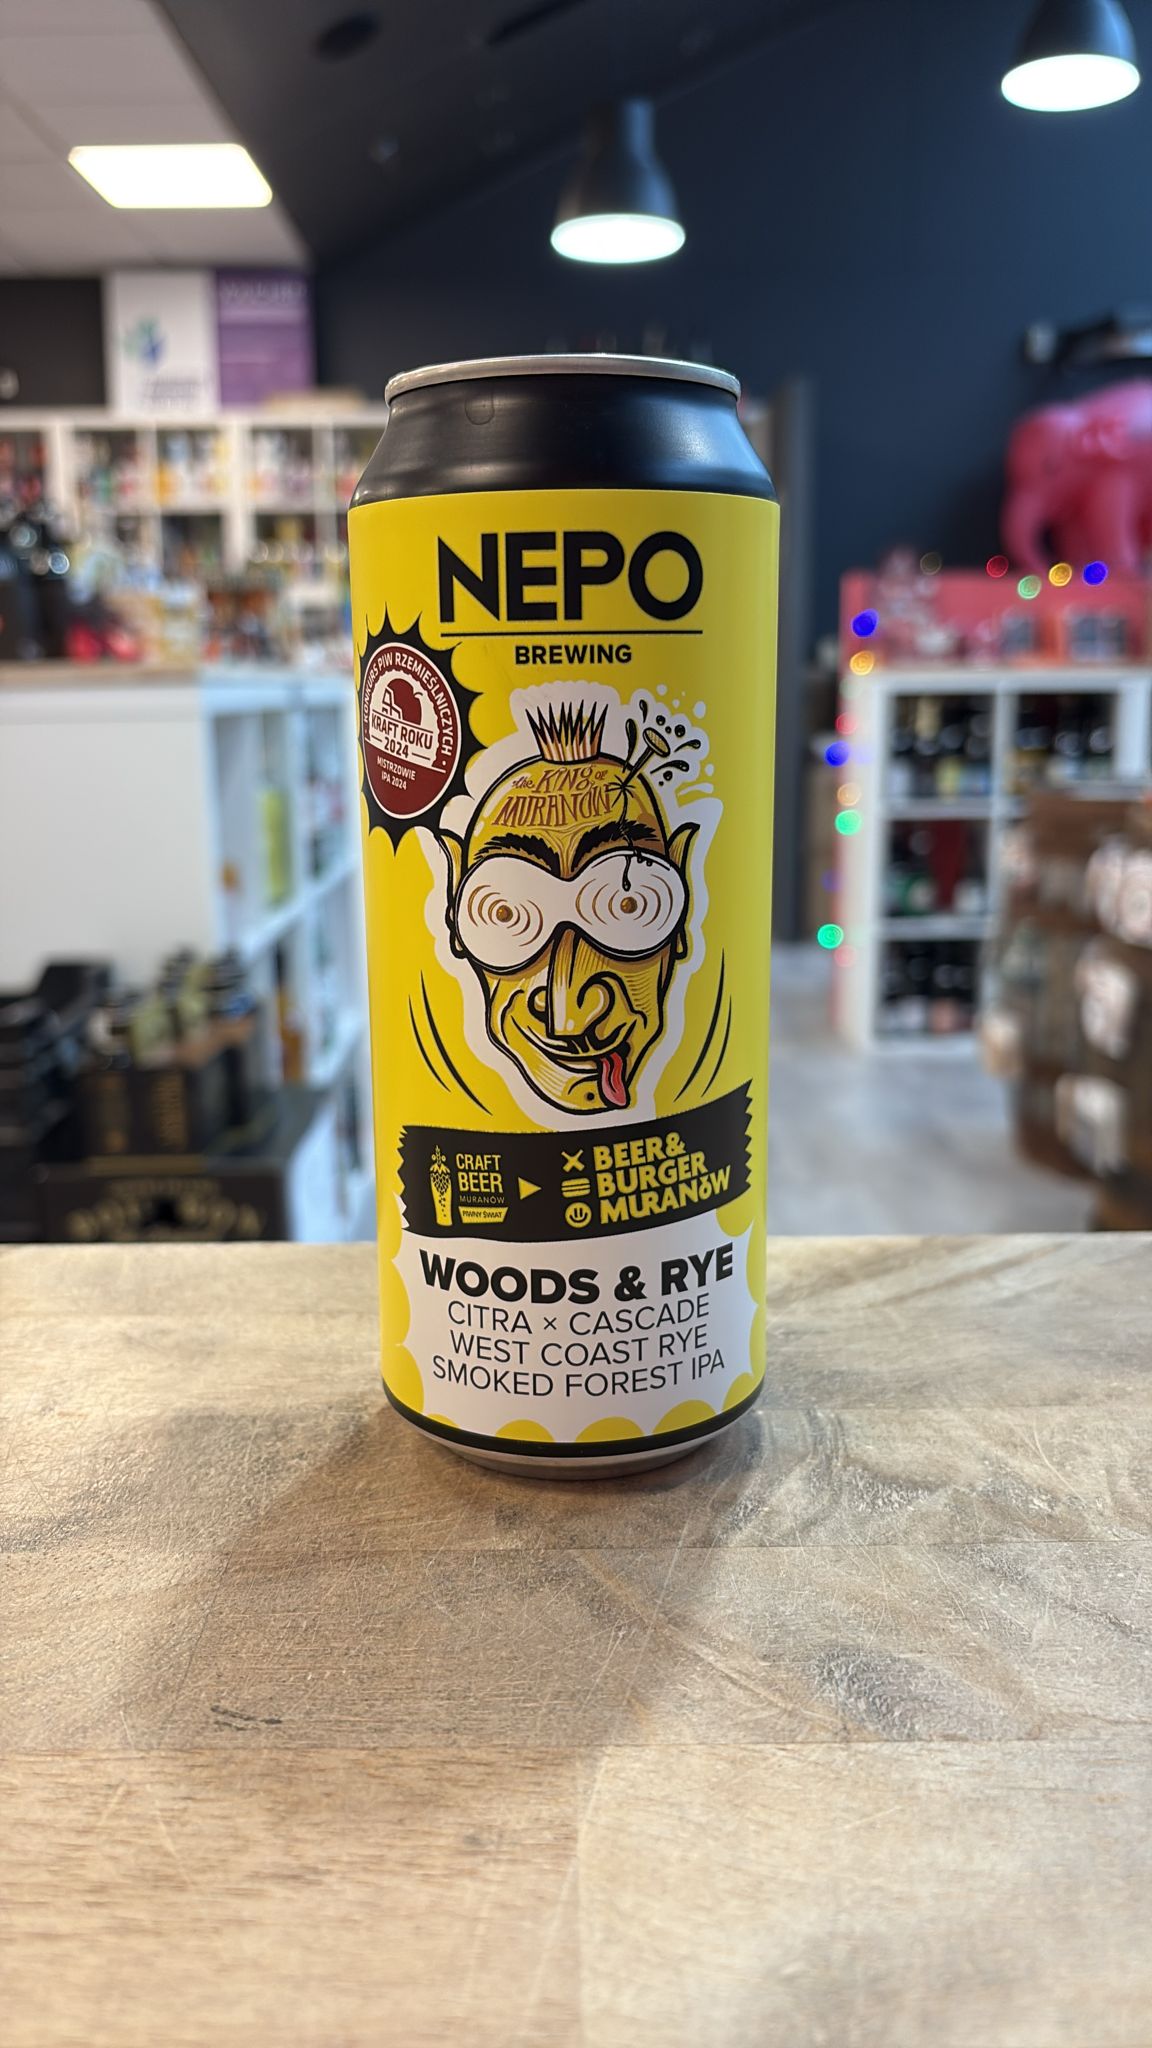 NEPO
BREWING
KONKURS PIW RZEMIEŚLNICZYCH
KRAFT ROKU
2024
MISTRZOWIE
IPA 2024
the KING OF
MURANÓW
CRAFT
BEER
MURANÓW
PIWNY ŚWIAT
BEER&
BURGER
MURANÓW
WOODS & RYE
CITRA × CASCADE
WEST COAST RYE
SMOKED FOREST IPA